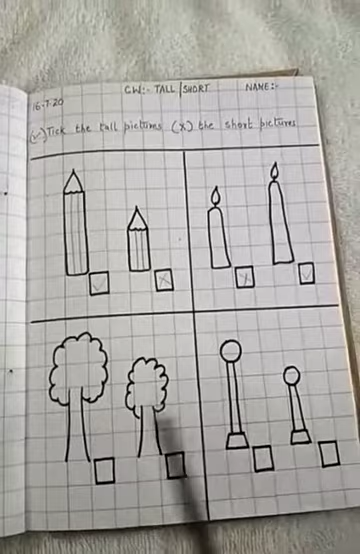 C.W:- TALL/SHORT NAME:-
16-7-20
(✓) Tick the tall pictures (X) the short pictures